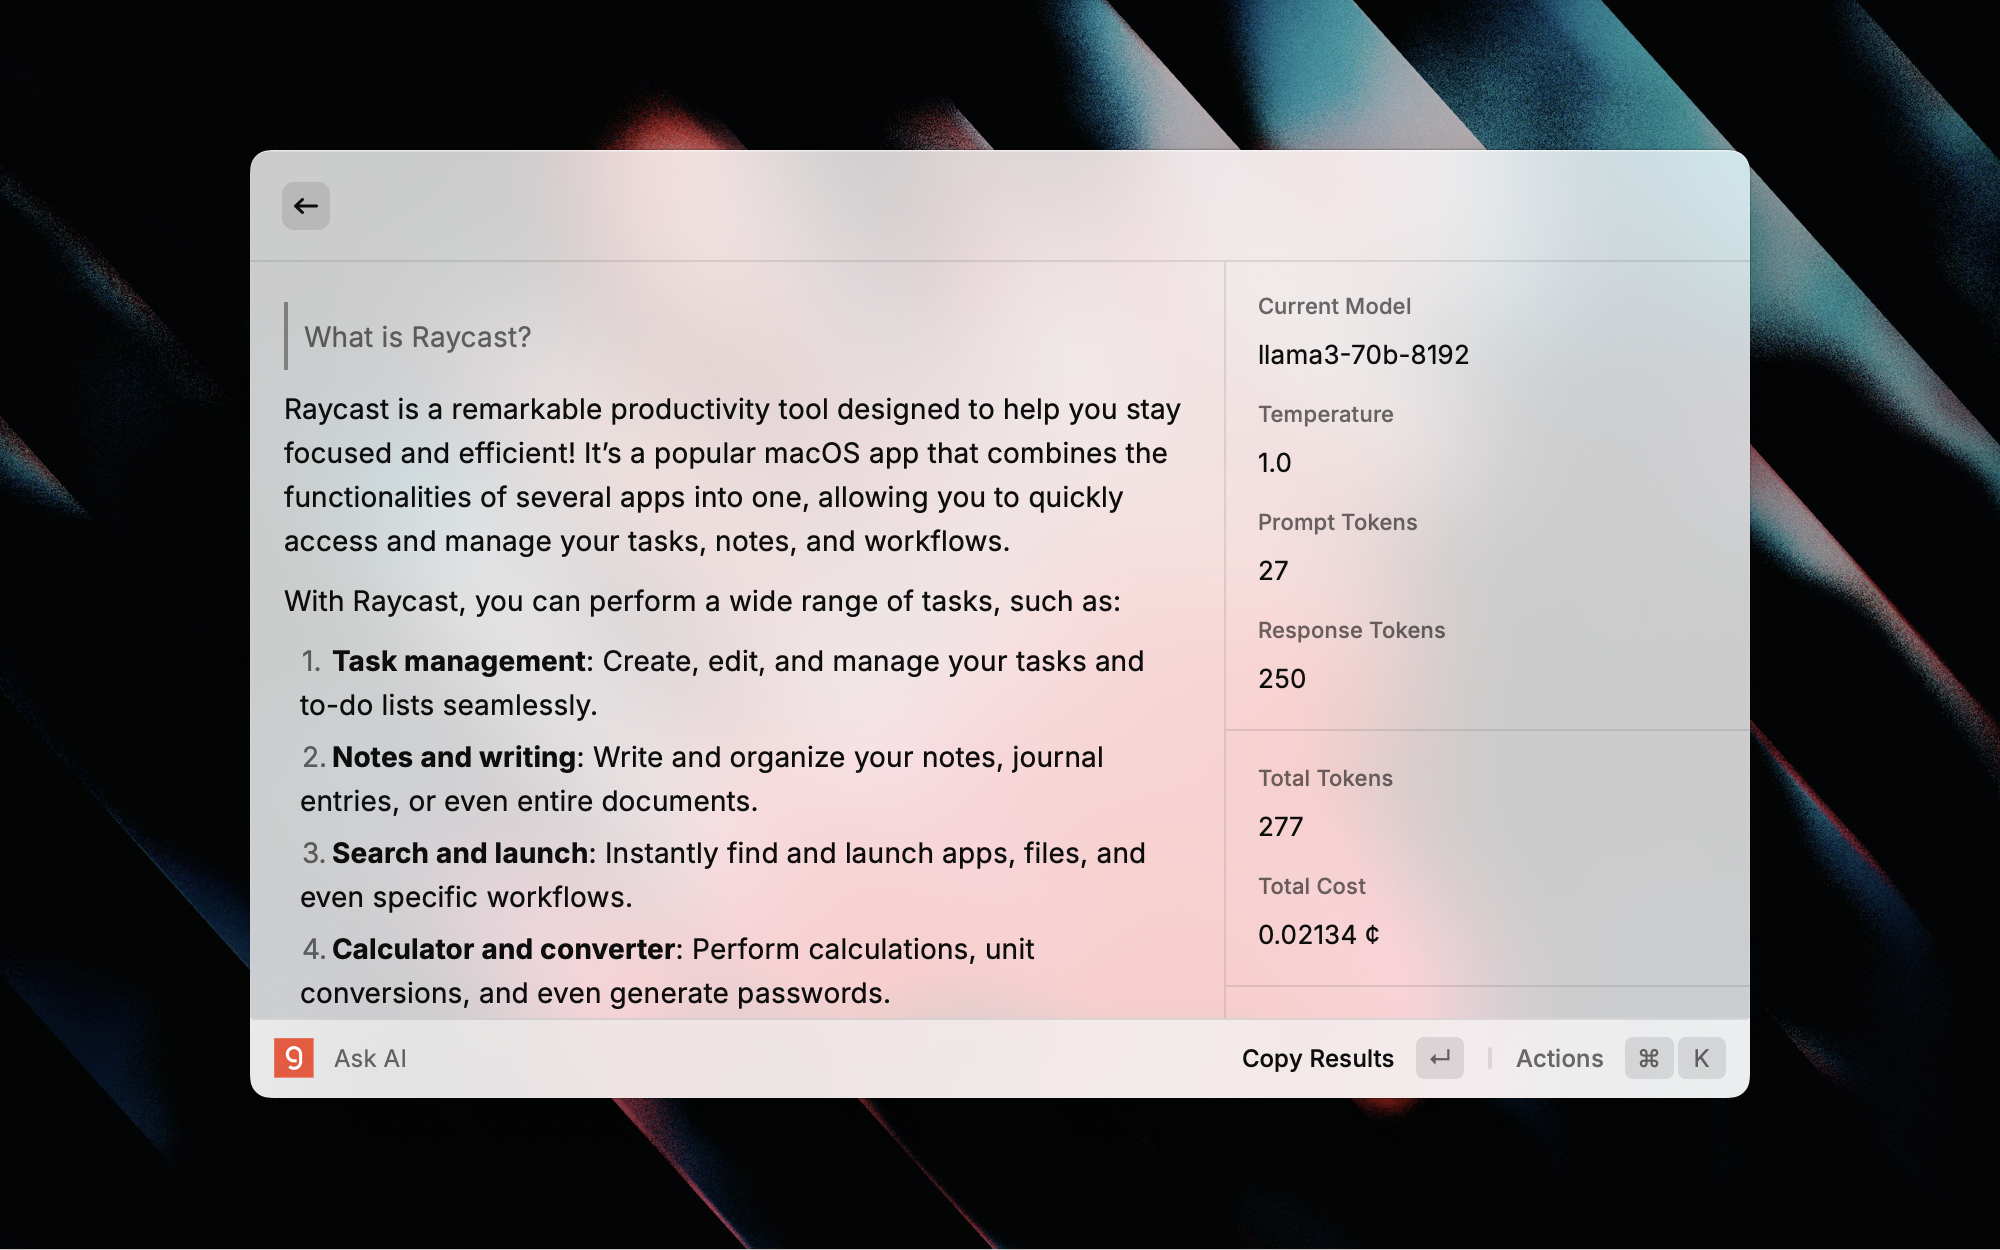 What is Raycast?
Raycast is a remarkable productivity tool designed to help you stay
focused and efficient! It’s a popular macOS app that combines the
functionalities of several apps into one, allowing you to quickly
access and manage your tasks, notes, and workflows.
With Raycast, you can perform a wide range of tasks, such as:
1. Task management: Create, edit, and manage your tasks and
to-do lists seamlessly.
2. Notes and writing: Write and organize your notes, journal
entries, or even entire documents.
3. Search and launch: Instantly find and launch apps, files, and
even specific workflows.
4. Calculator and converter: Perform calculations, unit
conversions, and even generate passwords.
Current Model
llama3-70b-8192
Temperature
1.0
Prompt Tokens
27
Response Tokens
250
Total Tokens
277
Total Cost
0.02134 ¢
g Ask AI
Copy Results ↵ Actions ⌘ K